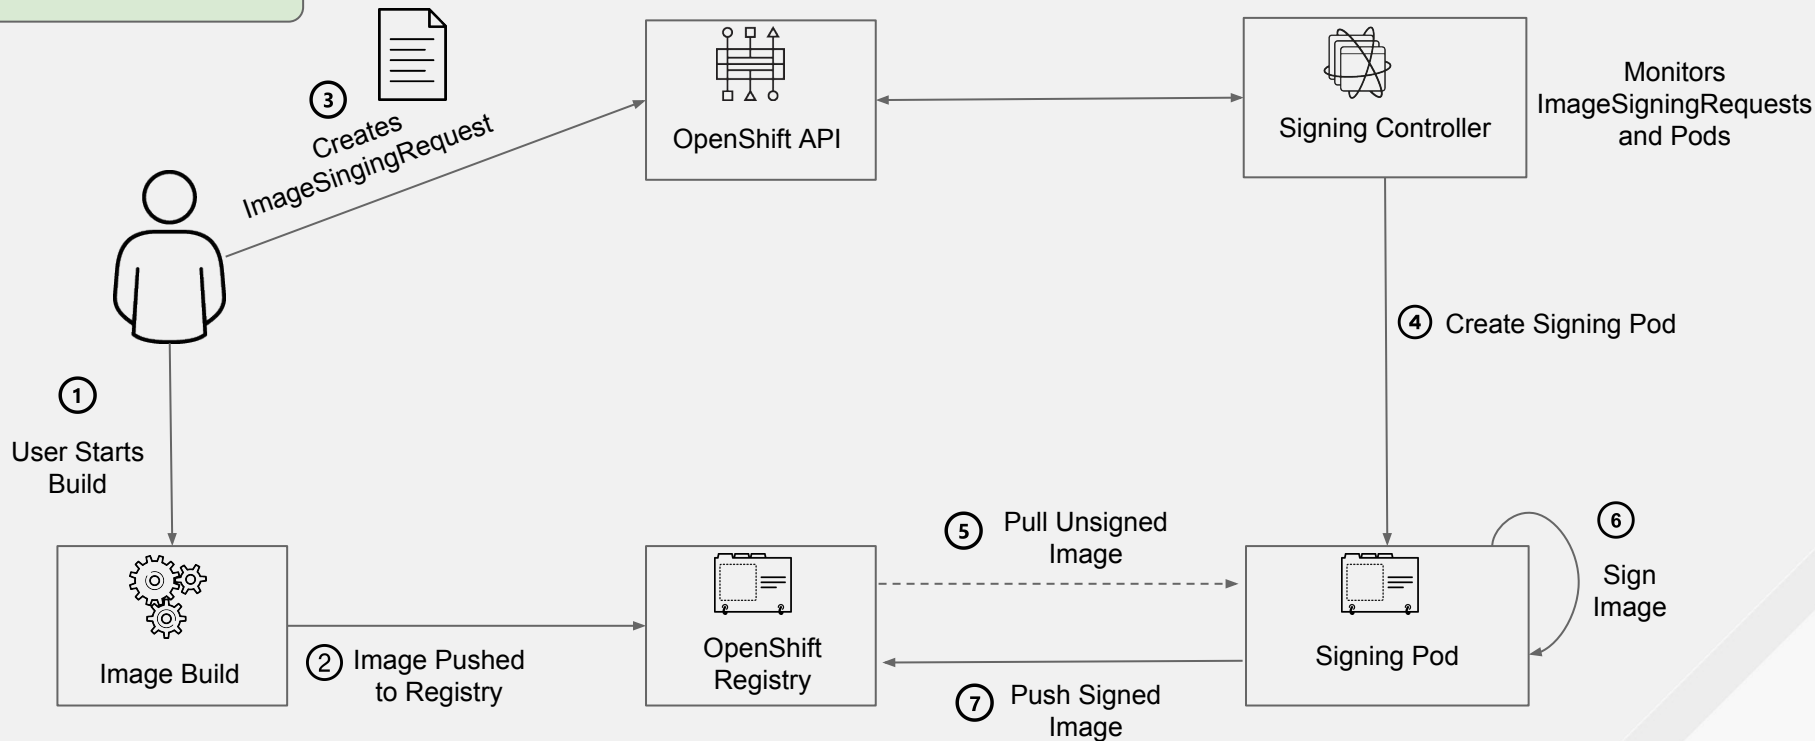 3
Creates
ImageSingingRequest
OpenShift API
Signing Controller
Monitors
ImageSigningRequests
and Pods
4 Create Signing Pod
1
User Starts
Build
Image Build
2 Image Pushed
to Registry
OpenShift
Registry
5 Pull Unsigned
Image
6
Sign
Image
Signing Pod
7 Push Signed
Image